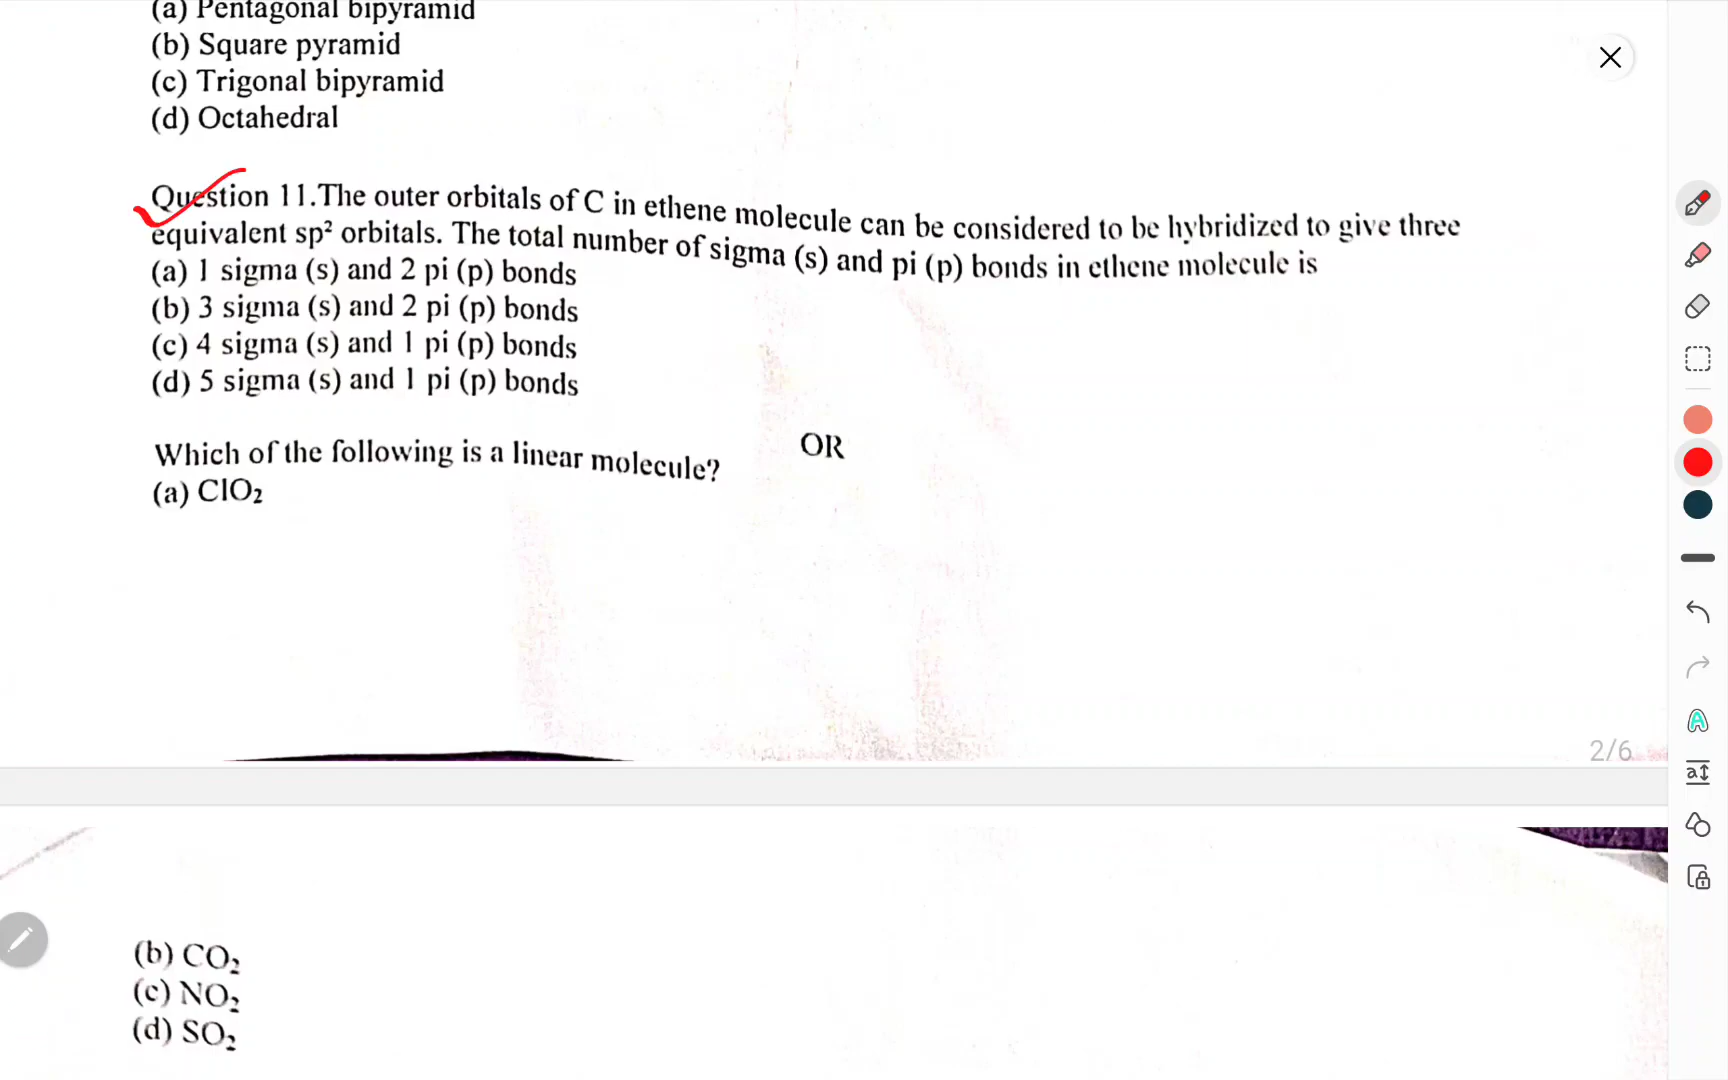 (a) Pentagonal bipyramid
(b) Square pyramid
(c) Trigonal bipyramid
(d) Octahedral
Question 11.The outer orbitals of C in ethene molecule can be considered to be hybridized to give three
equivalent sp² orbitals. The total number of sigma (s) and pi (p) bonds in ethene molecule is
(a) 1 sigma (s) and 2 pi (p) bonds
(b) 3 sigma (s) and 2 pi (p) bonds
(c) 4 sigma (s) and 1 pi (p) bonds
(d) 5 sigma (s) and 1 pi (p) bonds
OR
Which of the following is a linear molecule?
(a) ClO₂
2/6
(b) CO₂
(c) NO₂
(d) SO₂